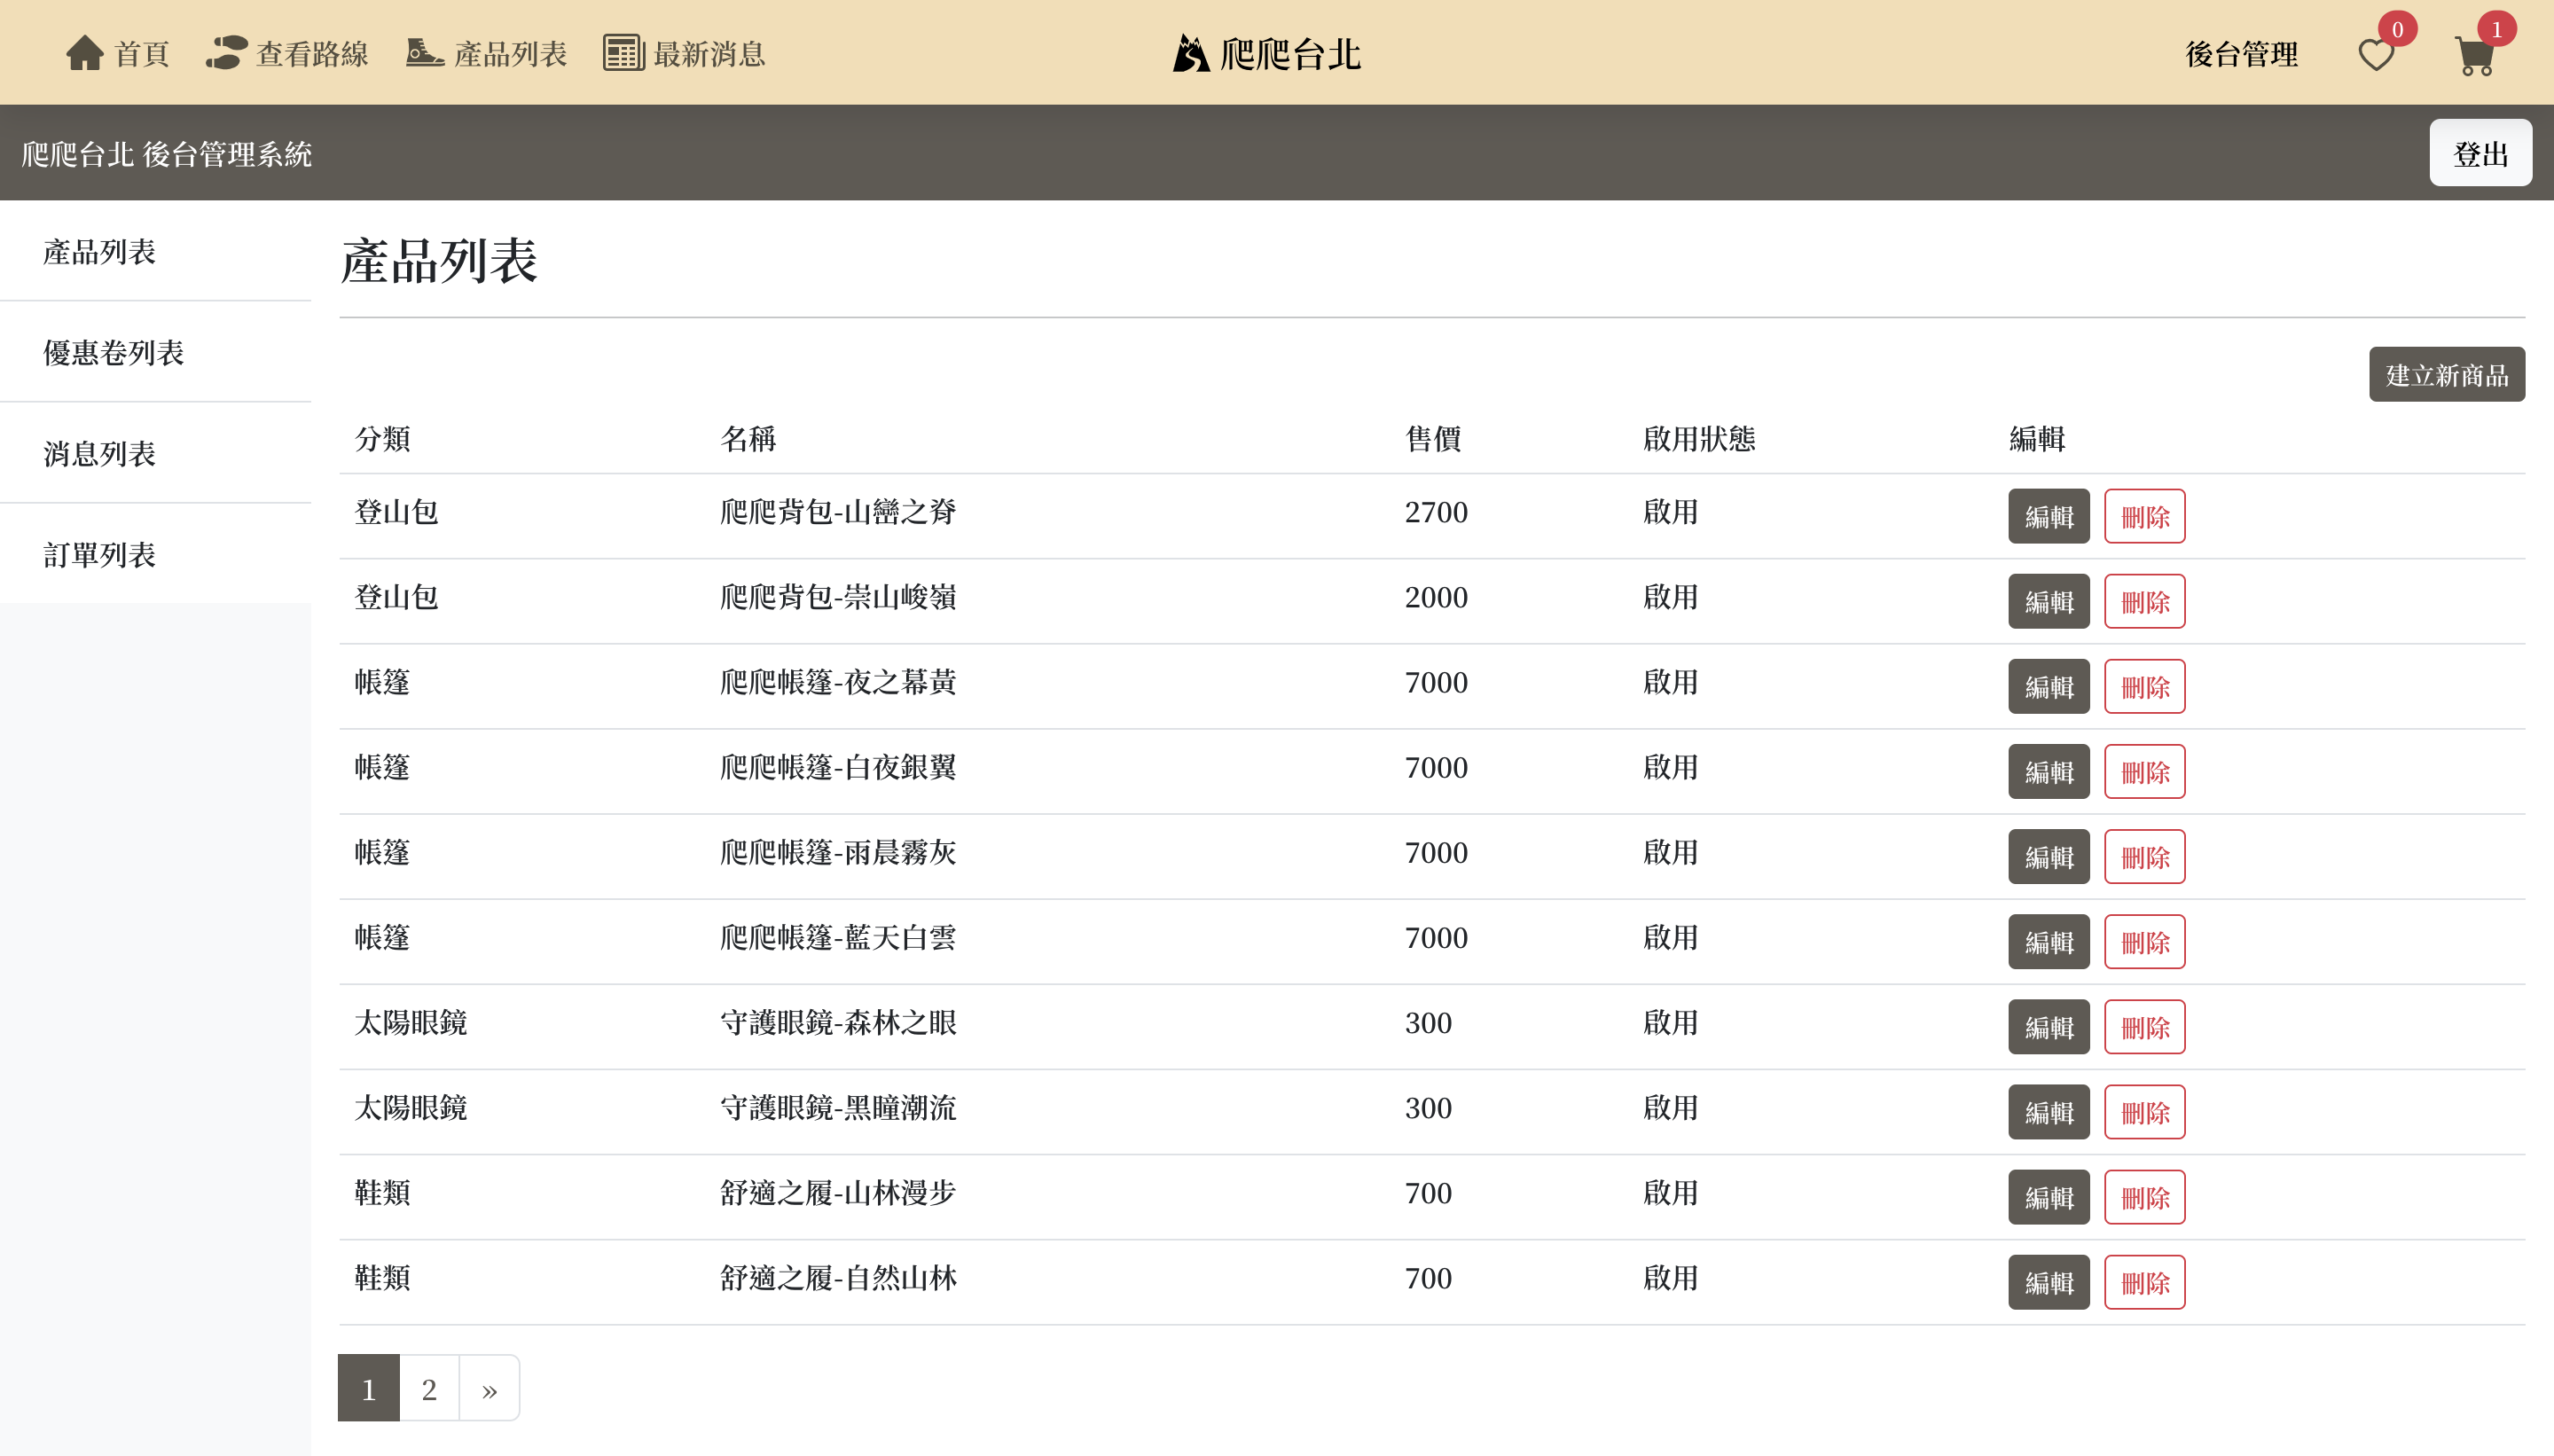 首頁 查看路線 產品列表 最新消息 爬爬台北 後台管理 0 1
爬爬台北 後台管理系統 登出
產品列表
優惠卷列表
消息列表
訂單列表
產品列表
建立新商品
分類 名稱 售價 啟用狀態 編輯
登山包 爬爬背包-山巒之脊 2700 啟用 編輯 刪除
登山包 爬爬背包-崇山峻嶺 2000 啟用 編輯 刪除
帳篷 爬爬帳篷-夜之幕黃 7000 啟用 編輯 刪除
帳篷 爬爬帳篷-白夜銀翼 7000 啟用 編輯 刪除
帳篷 爬爬帳篷-雨晨霧灰 7000 啟用 編輯 刪除
帳篷 爬爬帳篷-藍天白雲 7000 啟用 編輯 刪除
太陽眼鏡 守護眼鏡-森林之眼 300 啟用 編輯 刪除
太陽眼鏡 守護眼鏡-黑瞳潮流 300 啟用 編輯 刪除
鞋類 舒適之履-山林漫步 700 啟用 編輯 刪除
鞋類 舒適之履-自然山林 700 啟用 編輯 刪除
1 2 »